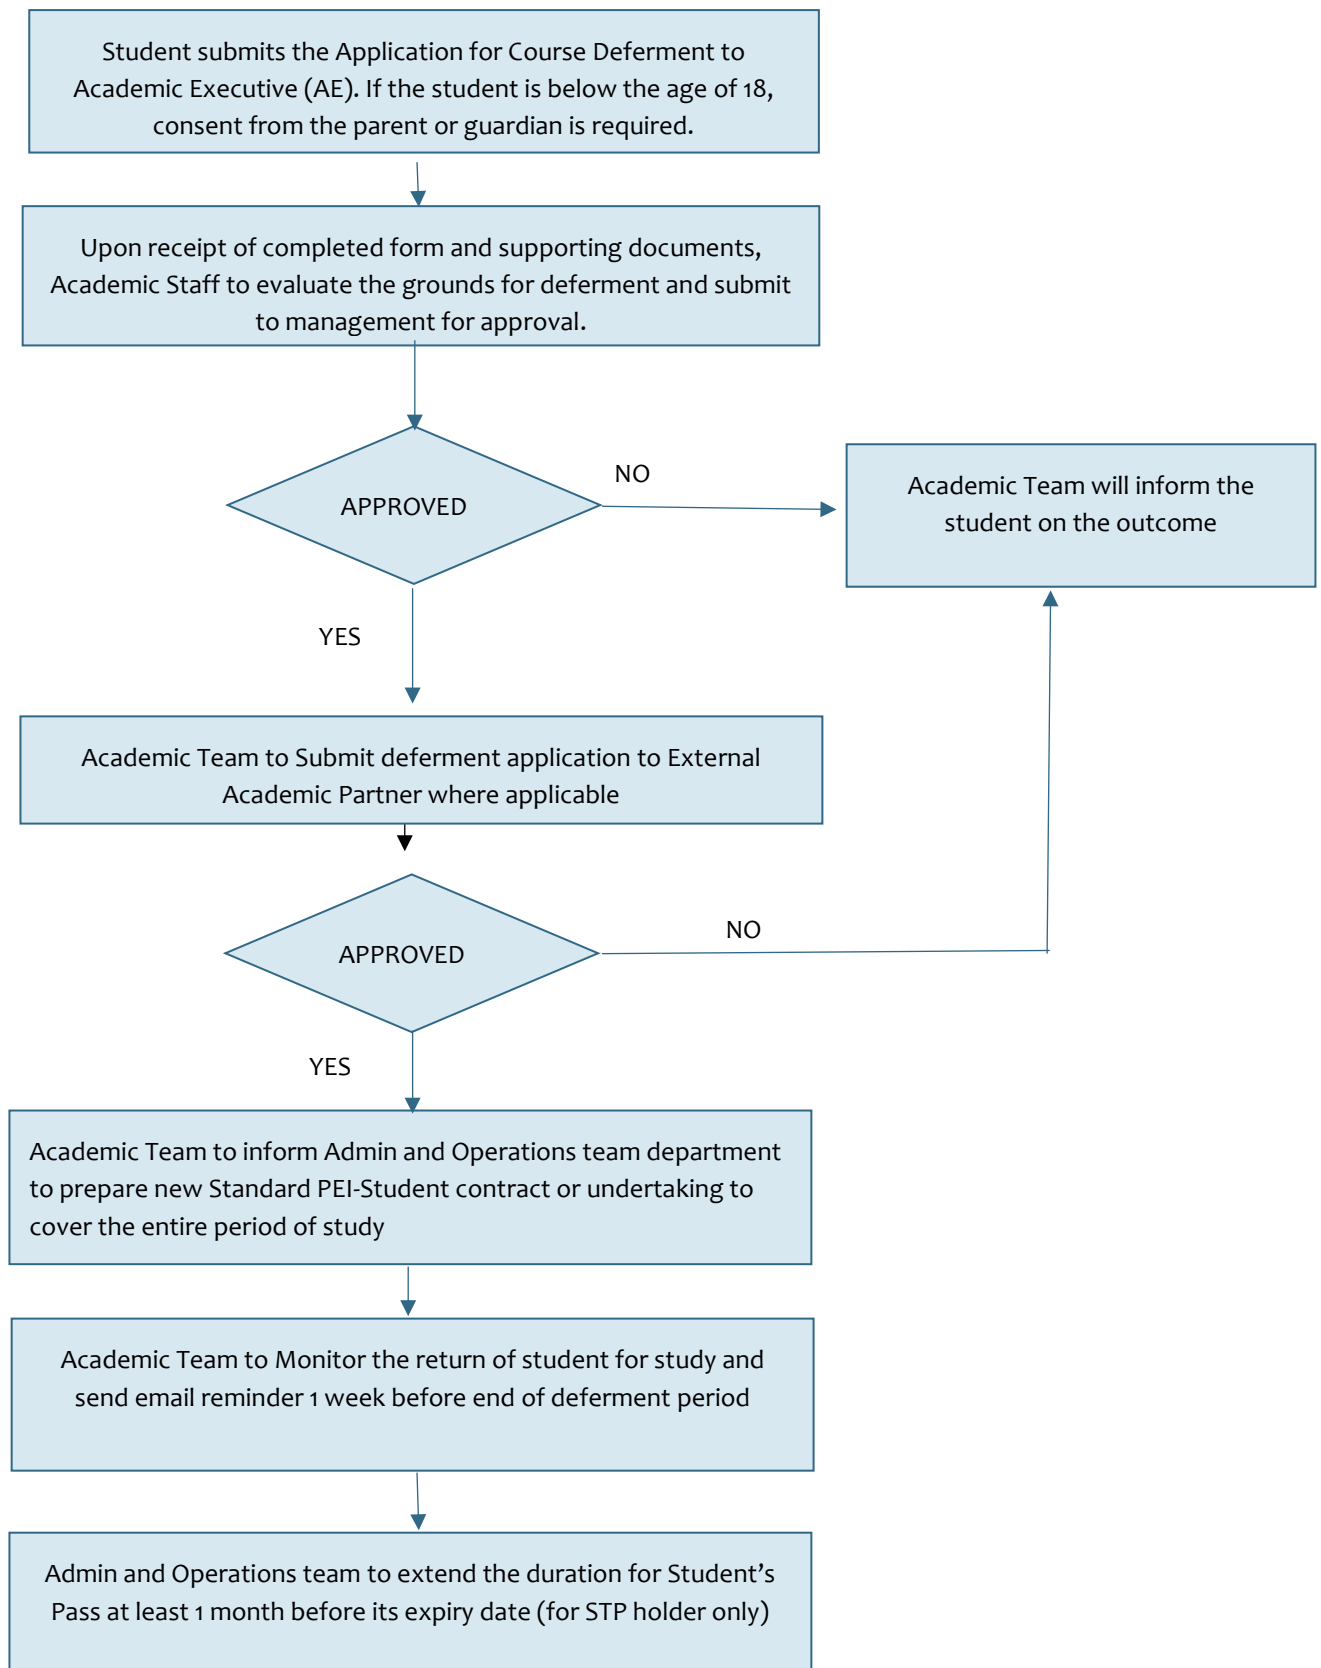 Student submits the Application for Course Deferment to
Academic Executive (AE). If the student is below the age of 18,
consent from the parent or guardian is required.
Upon receipt of completed form and supporting documents,
Academic Staff to evaluate the grounds for deferment and submit
to management for approval.
APPROVED
NO
Academic Team will inform the
student on the outcome
YES
Academic Team to Submit deferment application to External
Academic Partner where applicable
APPROVED
NO
YES
Academic Team to inform Admin and Operations team department
to prepare new Standard PEI-Student contract or undertaking to
cover the entire period of study
Academic Team to Monitor the return of student for study and
send email reminder 1 week before end of deferment period
Admin and Operations team to extend the duration for Student’s
Pass at least 1 month before its expiry date (for STP holder only)